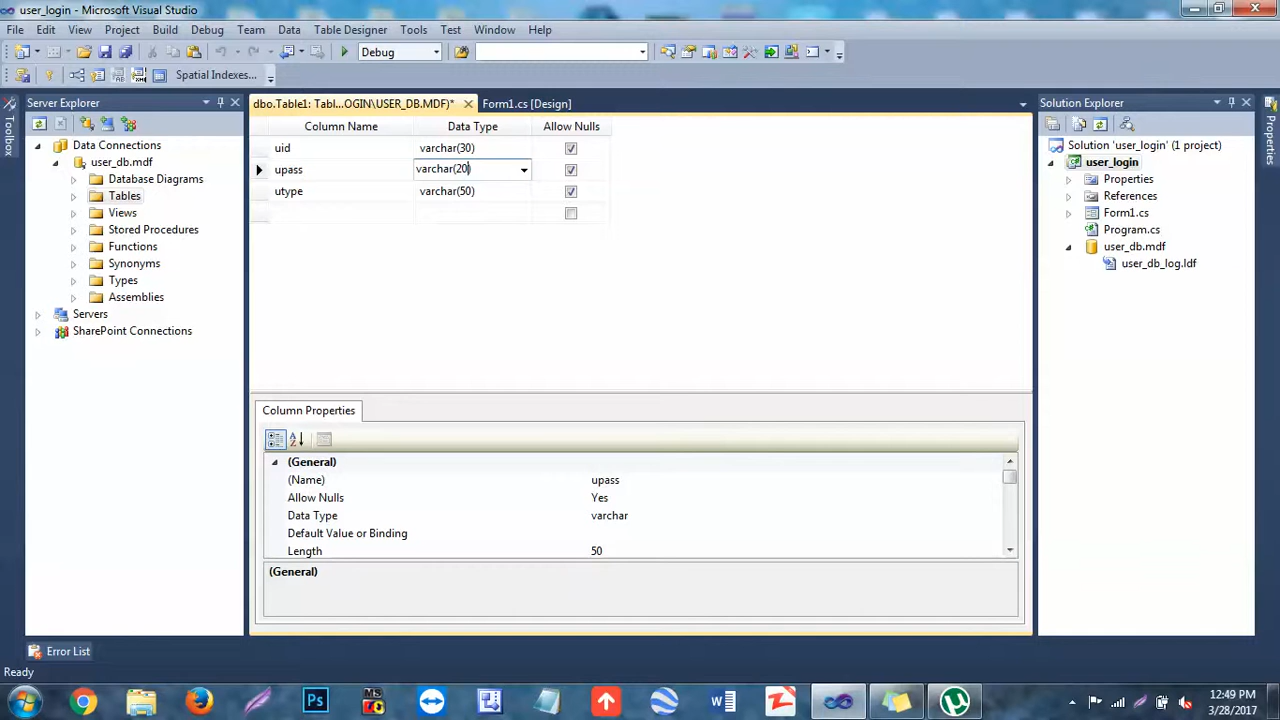 user_login - Microsoft Visual Studio
File Edit View Project Build Debug Team Data Table Designer Tools Test Window Help
Debug
Spatial Indexes...
Server Explorer
Data Connections
user_db.mdf
Database Diagrams
Tables
Views
Stored Procedures
Functions
Synonyms
Types
Assemblies
Servers
SharePoint Connections
Toolbox
dbo.Table1: Tabl...OGIN\USER_DB.MDF)* Form1.cs [Design]
Column Name Data Type Allow Nulls
uid varchar(30)
upass varchar(20)
utype varchar(50)
Column Properties
(General)
(Name) upass
Allow Nulls Yes
Data Type varchar
Default Value or Binding
Length 50
(General)
Solution Explorer
Solution 'user_login' (1 project)
user_login
Properties
References
Form1.cs
Program.cs
user_db.mdf
user_db_log.ldf
Properties
Error List
Ready
Ps
MS
W
12:49 PM
3/28/2017